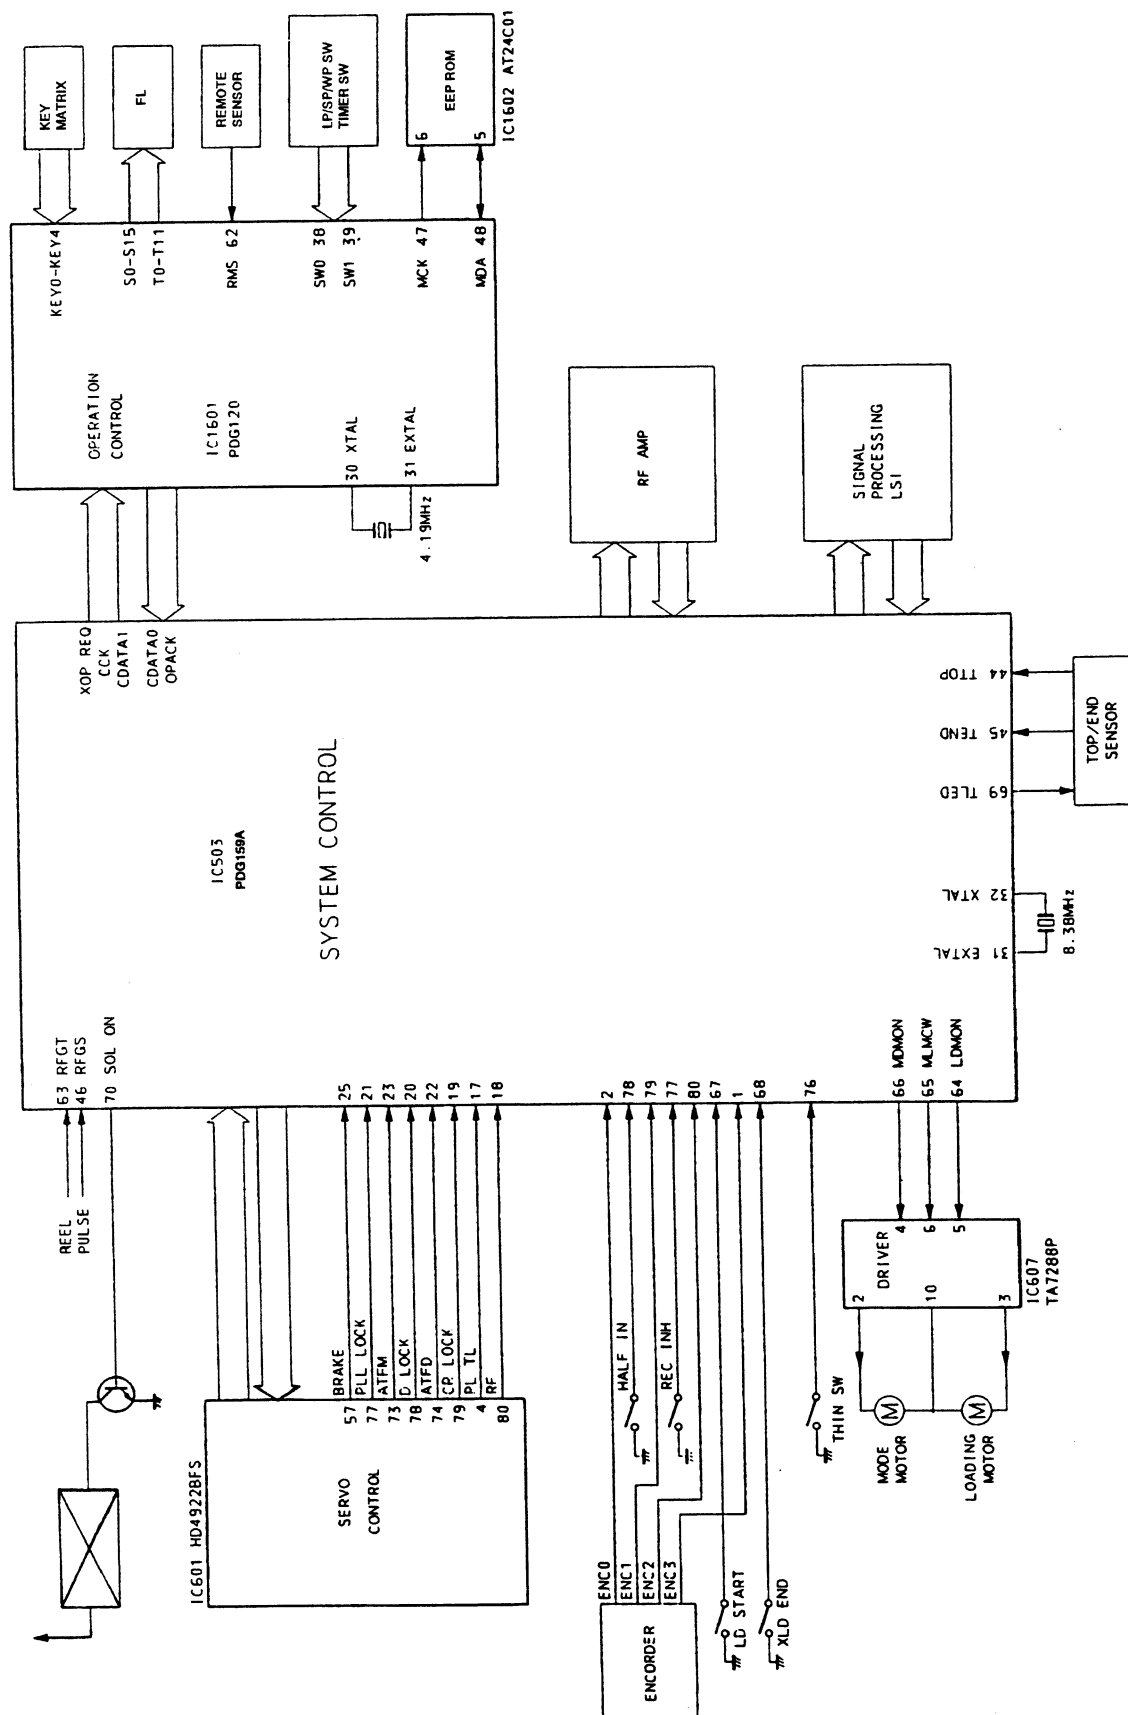 KEY
MATRIX
FL
REMOTE
SENSOR
LP/SP/WP SW
TIMER SW
EEP ROM
6
5
IC1602 AT24C01
KEY0-KEY4
S0-S15
T0-T11
RMS 62
SW0 38
SW1 39
MCK 47
MDA 48
OPERATION
CONTROL
IC1601
PDG120
30 XTAL
31 EXTAL
4.19MHz
RF AMP
SIGNAL
PROCESSING
LSI
XOP REQ
CCK
CDATA1
CDATA0
OPACK
IC503
PDG159A
SYSTEM CONTROL
44 TTOP
45 TEND
69 TLED
TOP/END
SENSOR
32 XTAL
31 EXTAL
8.38MHz
63 RFGT
46 RFGS
70 SOL ON
REEL
PULSE
25
21
23
20
22
19
17
18
BRAKE
PLL LOCK
ATFM
D LOCK
ATFD
CP LOCK
PL TL
RF
57
77
73
78
74
79
4
80
IC601 HD4922BFS
SERVO
CONTROL
2
78
79
77
80
67
1
68
76
HALF IN
REC INH
ENC0
ENC1
ENC2
ENC3
ENCORDER
LD START
XLD END
THIN SW
66 MDMON
65 MLMCW
64 LDMON
4
6
5
DRIVER
2
10
3
IC607
TA7288P
M
MODE
MOTOR
M
LOADING
MOTOR